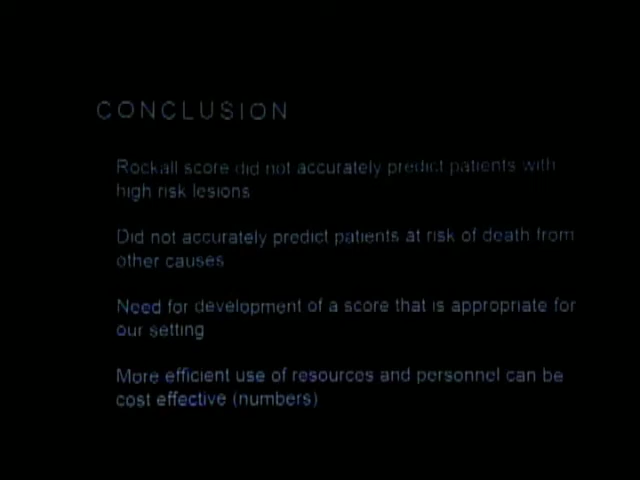 CONCLUSION
Rockall score did not accurately predict patients with
high risk lesions
Did not accurately predict patients at risk of death from
other causes
Need for development of a score that is appropriate for
our setting
More efficient use of resources and personnel can be
cost effective (numbers)